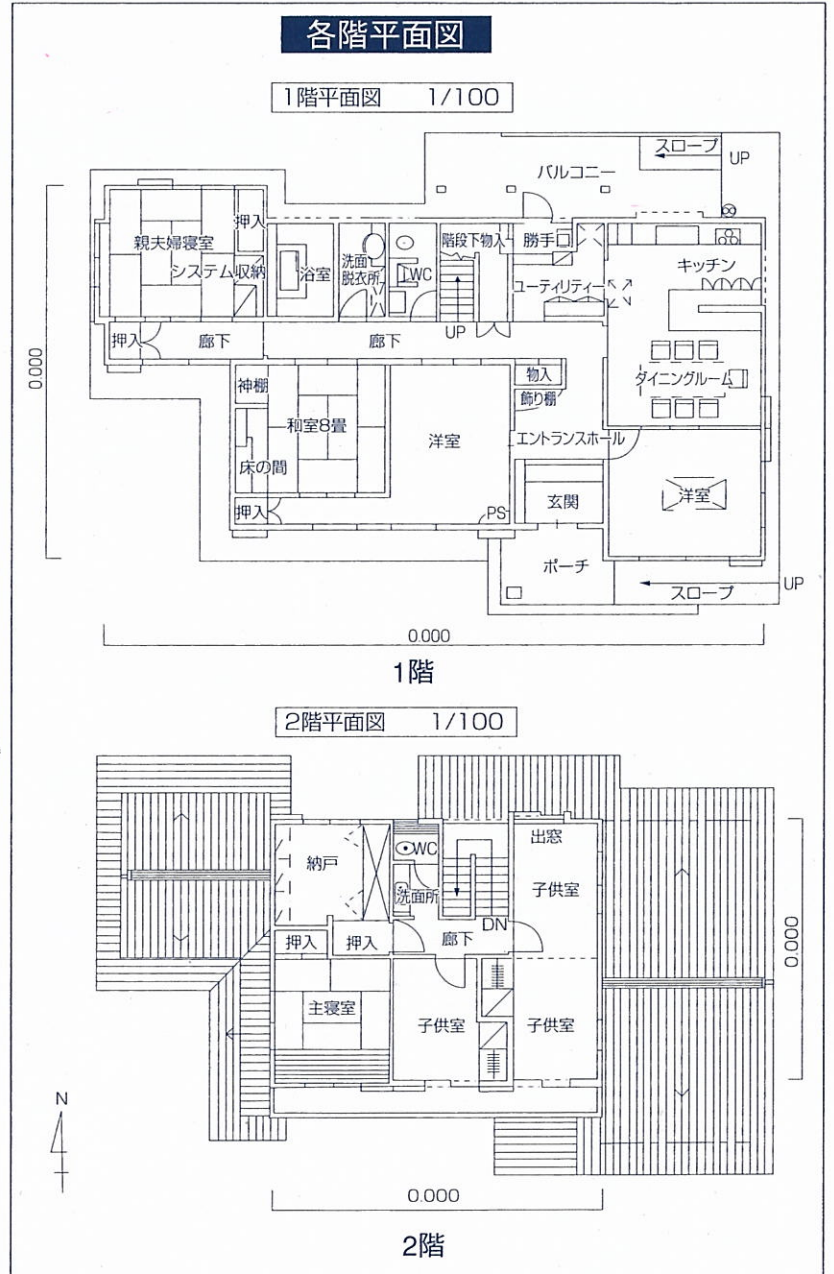 各階平面図
1階平面図 1/100
スロープ
UP
バルコニー
押入
親夫婦寝室
システム収納
浴室
洗面
脱衣所
WC
階段下物入
勝手
ユーティリティー
キッチン
押入
廊下
廊下
UP
物入
飾り棚
ダイニングルーム
神棚
和室8畳
床の間
洋室
エントランスホール
押入
PS
玄関
洋室
ポーチ
スロープ
UP
0.000
0.000
1階
2階平面図 1/100
納戸
WC
洗面所
出窓
子供室
DN
押入
押入
廊下
主寝室
子供室
子供室
0.000
N
0.000
2階